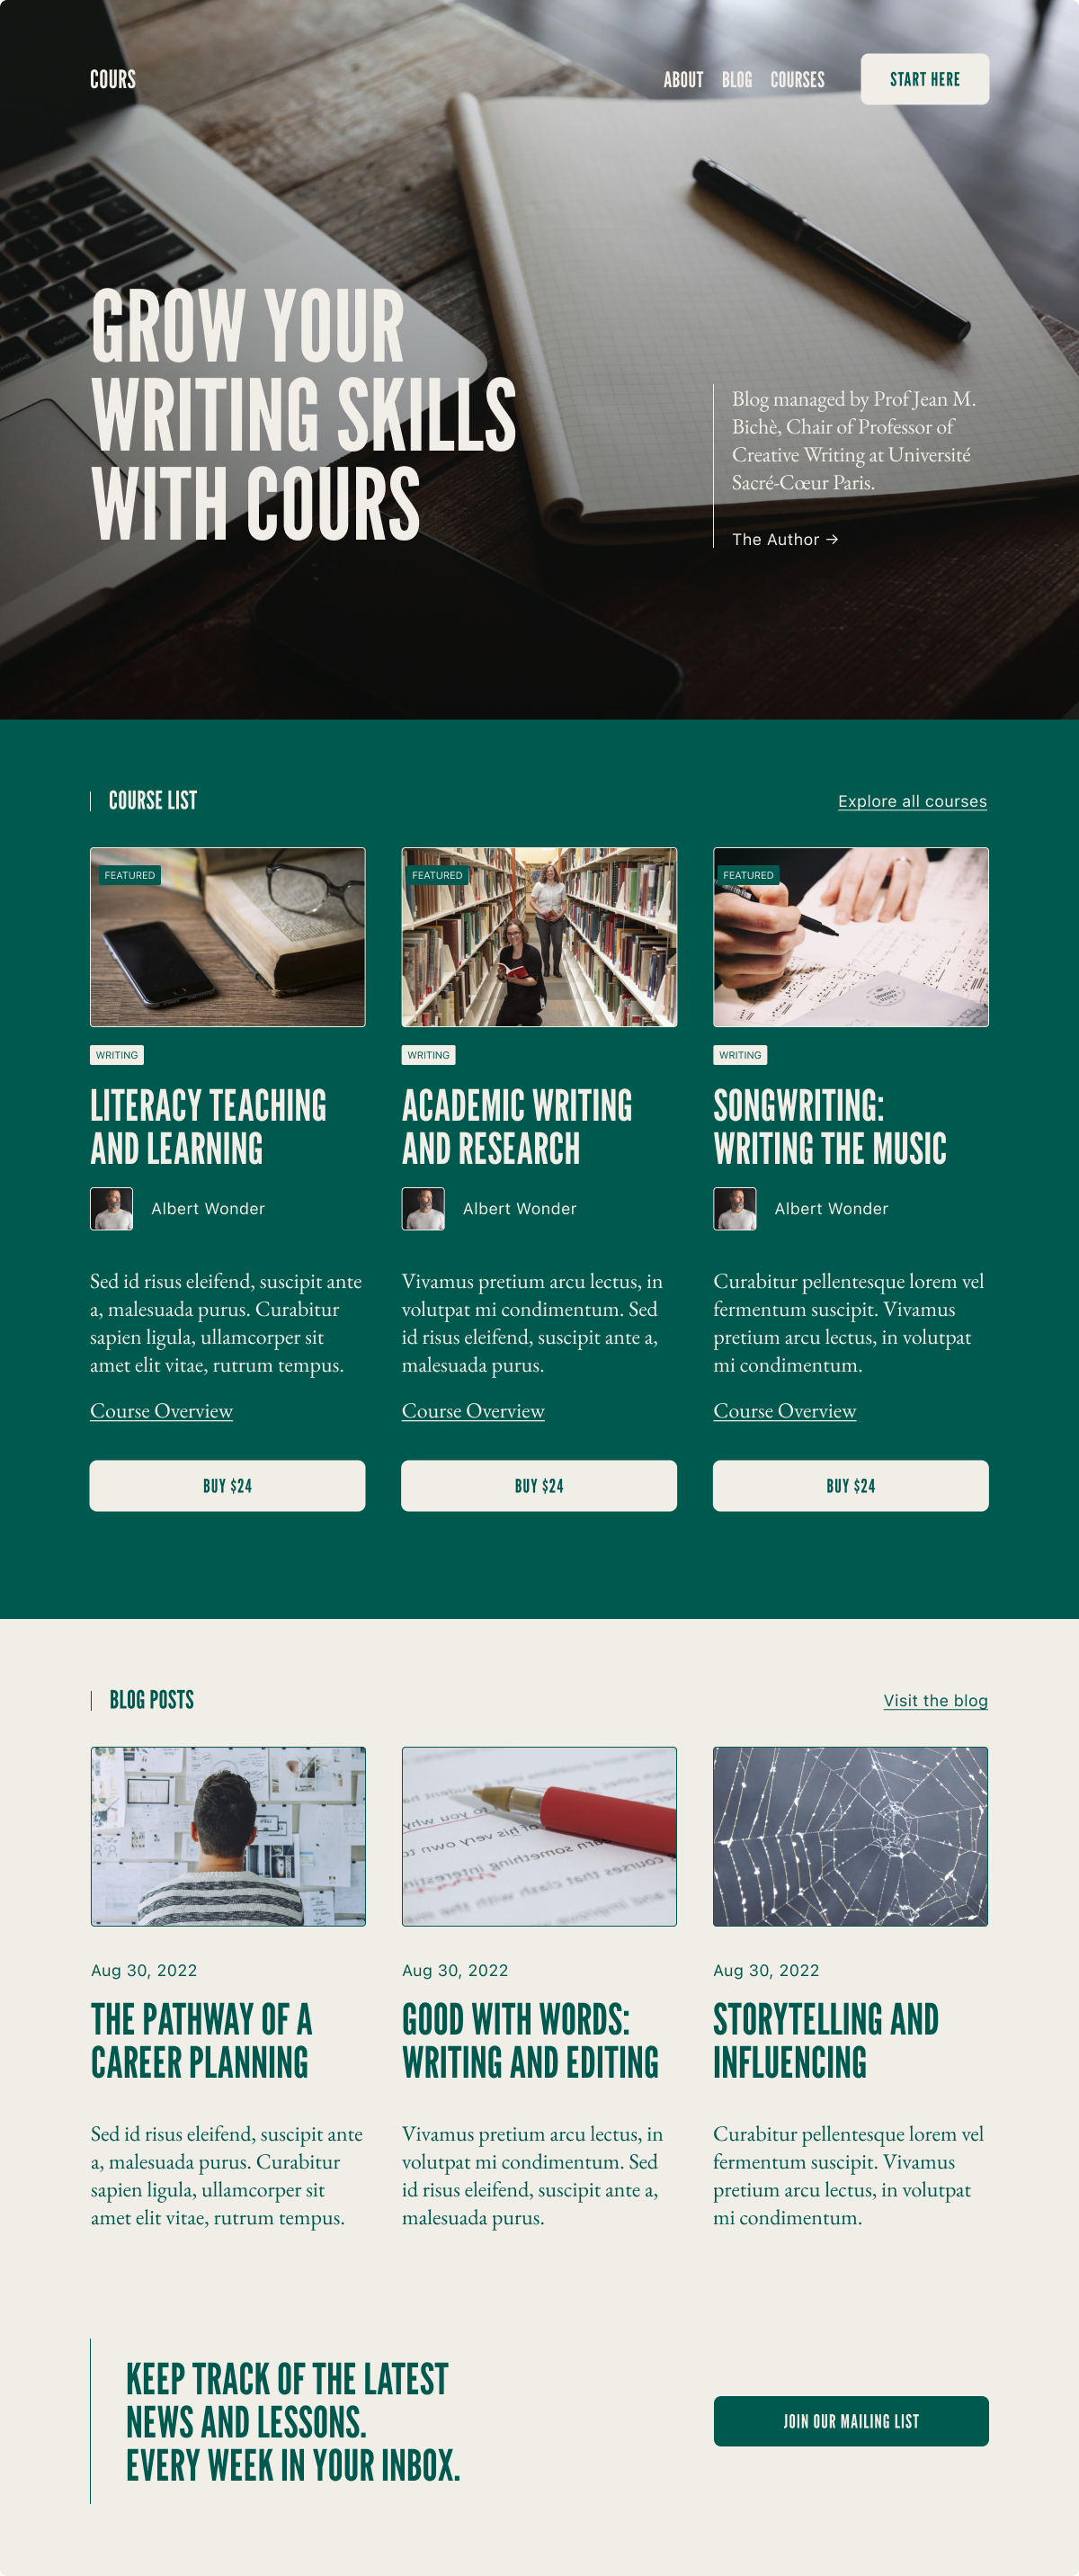 COURS
ABOUT BLOG COURSES
START HERE
GROW YOUR
WRITING SKILLS
WITH COURS
Blog managed by Prof Jean M.
Bichè, Chair of Professor of
Creative Writing at Université
Sacré-Cœur Paris.
The Author →
COURSE LIST
Explore all courses
FEATURED
FEATURED
FEATURED
WRITING
WRITING
WRITING
LITERACY TEACHING
AND LEARNING
ACADEMIC WRITING
AND RESEARCH
SONGWRITING:
WRITING THE MUSIC
Albert Wonder
Albert Wonder
Albert Wonder
Sed id risus eleifend, suscipit ante
a, malesuada purus. Curabitur
sapien ligula, ullamcorper sit
amet elit vitae, rutrum tempus.
Vivamus pretium arcu lectus, in
volutpat mi condimentum. Sed
id risus eleifend, suscipit ante a,
malesuada purus.
Curabitur pellentesque lorem vel
fermentum suscipit. Vivamus
pretium arcu lectus, in volutpat
mi condimentum.
Course Overview
Course Overview
Course Overview
BUY $24
BUY $24
BUY $24
BLOG POSTS
Visit the blog
Aug 30, 2022
Aug 30, 2022
Aug 30, 2022
THE PATHWAY OF A
CAREER PLANNING
GOOD WITH WORDS:
WRITING AND EDITING
STORYTELLING AND
INFLUENCING
Sed id risus eleifend, suscipit ante
a, malesuada purus. Curabitur
sapien ligula, ullamcorper sit
amet elit vitae, rutrum tempus.
Vivamus pretium arcu lectus, in
volutpat mi condimentum. Sed
id risus eleifend, suscipit ante a,
malesuada purus.
Curabitur pellentesque lorem vel
fermentum suscipit. Vivamus
pretium arcu lectus, in volutpat
mi condimentum.
KEEP TRACK OF THE LATEST
NEWS AND LESSONS.
EVERY WEEK IN YOUR INBOX.
JOIN OUR MAILING LIST